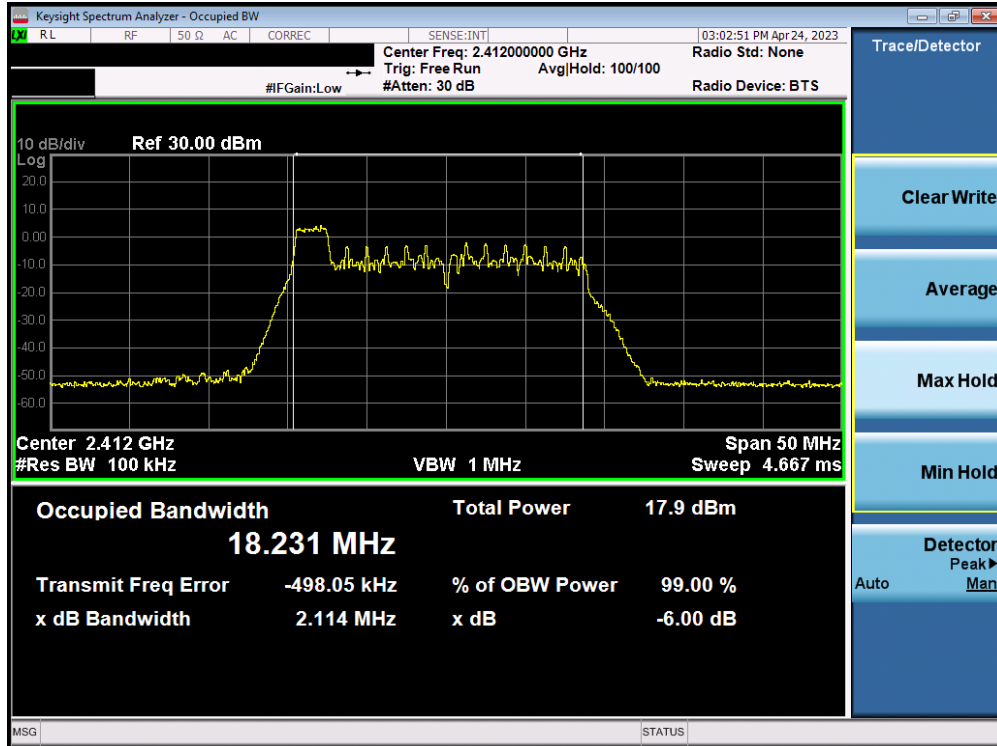 Keysight Spectrum Analyzer - Occupied BW
LXI RL RF 50 Ω AC CORREC SENSE:INT 03:02:51 PM Apr 24, 2023
Center Freq: 2.412000000 GHz Radio Std: None
Trig: Free Run Avg|Hold: 100/100
#IFGain:Low #Atten: 30 dB Radio Device: BTS
Trace/Detector
10 dB/div Ref 30.00 dBm
Log
20.0
10.0
0.00
-10.0
-20.0
-30.0
-40.0
-50.0
-60.0
Center 2.412 GHz Span 50 MHz
#Res BW 100 kHz VBW 1 MHz Sweep 4.667 ms
Occupied Bandwidth Total Power 17.9 dBm
18.231 MHz
Transmit Freq Error -498.05 kHz % of OBW Power 99.00 %
x dB Bandwidth 2.114 MHz x dB -6.00 dB
Clear Write
Average
Max Hold
Min Hold
Detector
Peak▶
Auto Man
MSG STATUS